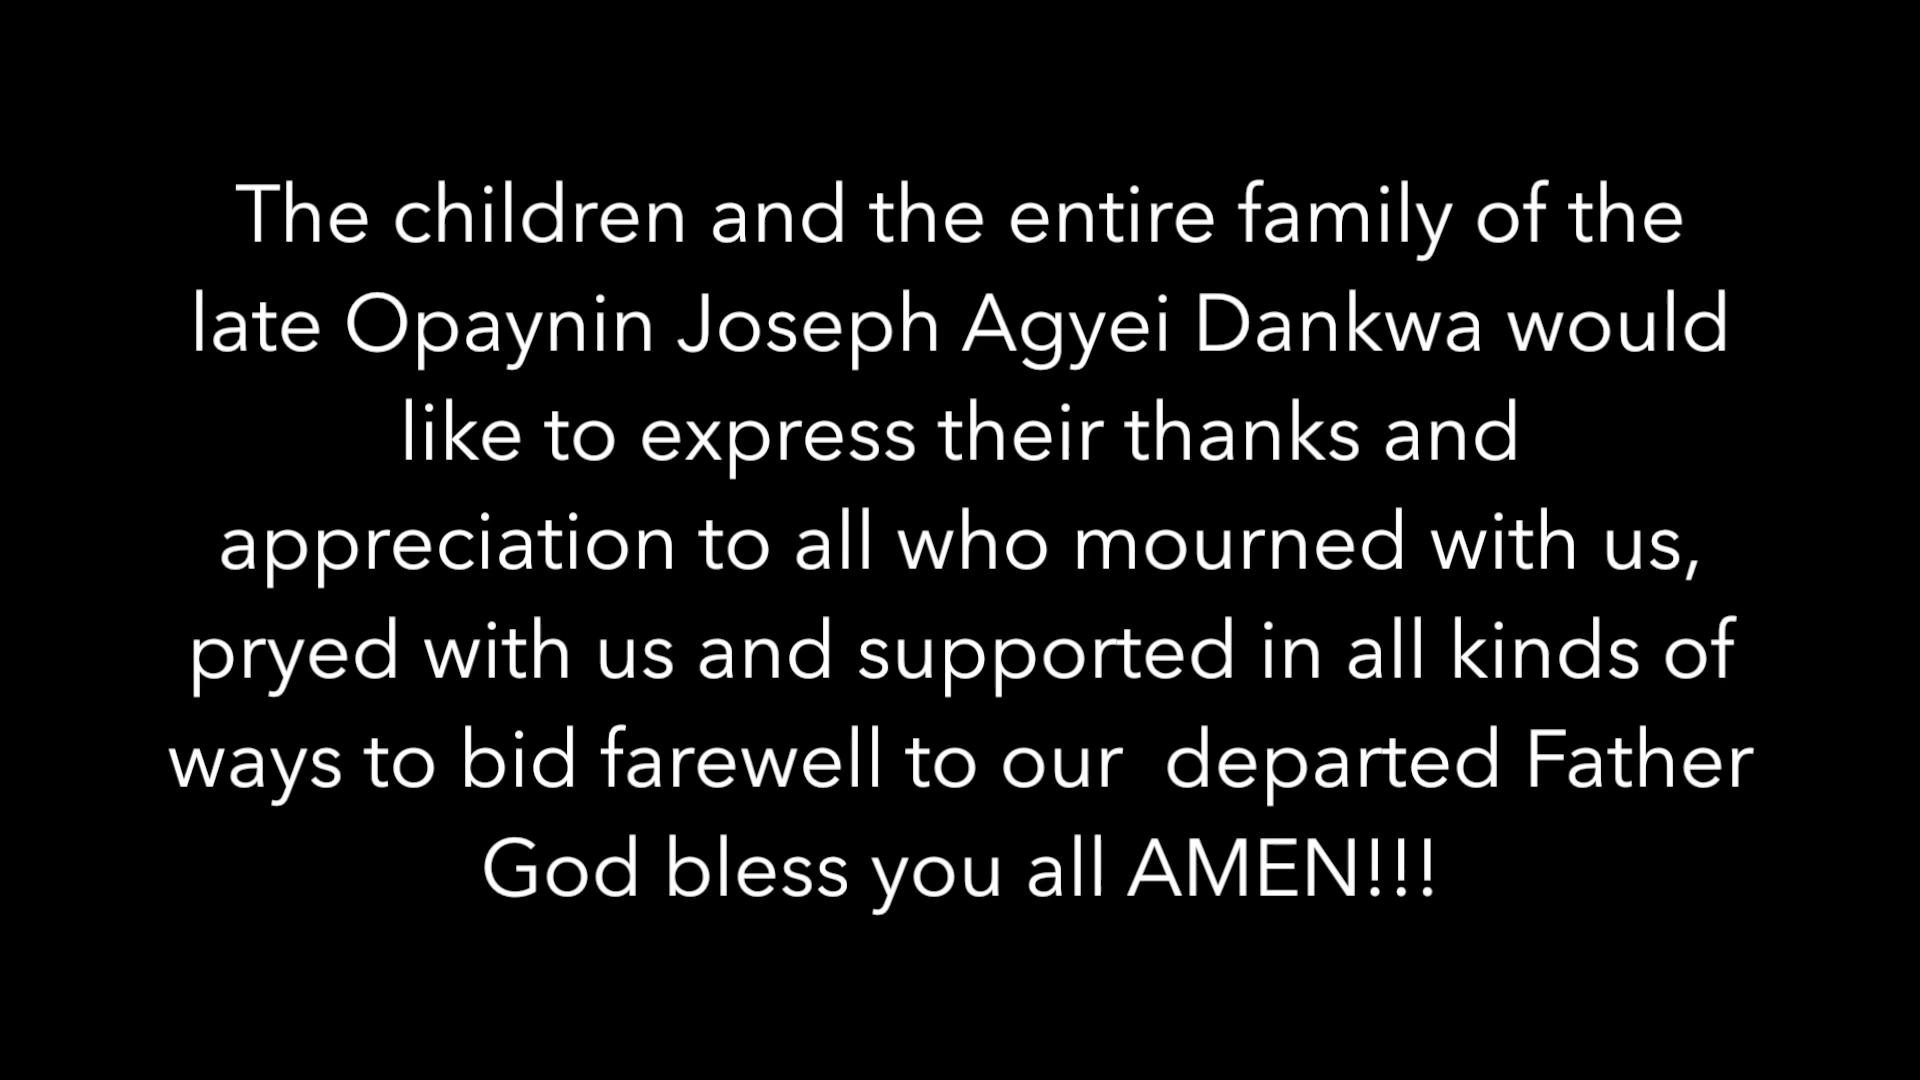 The children and the entire family of the
late Opaynin Joseph Agyei Dankwa would
like to express their thanks and
appreciation to all who mourned with us,
pryed with us and supported in all kinds of
ways to bid farewell to our  departed Father
God bless you all AMEN!!!